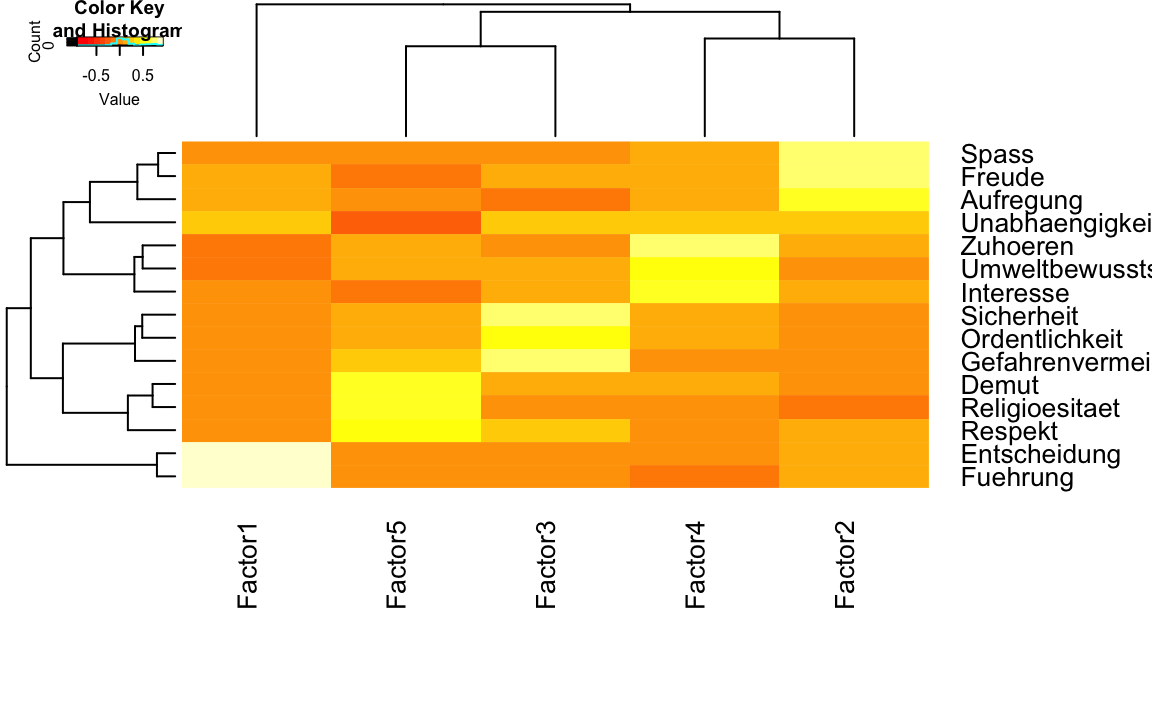 Color Key
and Histogram
Count
0
-0.5 0.5
Value
Spass
Freude
Aufregung
Unabhaengigkei
Zuhoeren
Umweltbewussts
Interesse
Sicherheit
Ordentlichkeit
Gefahrenvermei
Demut
Religioesitaet
Respekt
Entscheidung
Fuehrung
Factor1 Factor5 Factor3 Factor4 Factor2